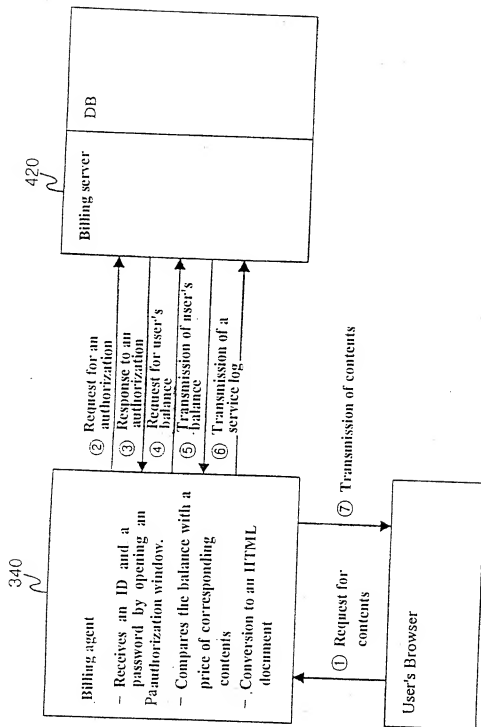 340
Billing agent
– Receives an ID and a
password by opening an
Paauthorization window.
– Compares the balance with a
price of corresponding
contents
– Conversion to an HTML
document
② Request for an
authorization
③ Response to an
authorization
④ Request for user's
balance
⑤ Transmission of user's
balance
⑥ Transmission of a
service log
420
Billing server
DB
① Request for
contents
⑦ Transmission of contents
User's Browser